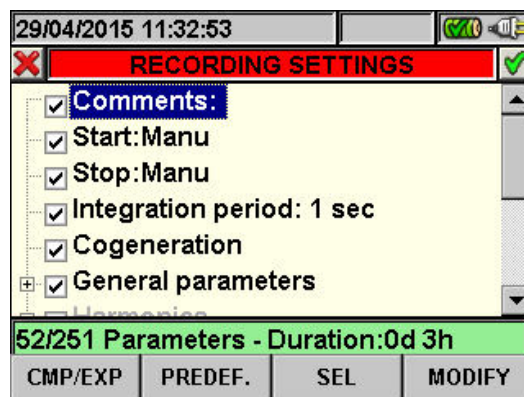 29/04/2015 11:32:53
RECORDING SETTINGS
Comments:
Start:Manu
Stop:Manu
Integration period: 1 sec
Cogeneration
General parameters
Harmonics
52/251 Parameters - Duration:0d 3h
CMP/EXP PREDEF. SEL MODIFY